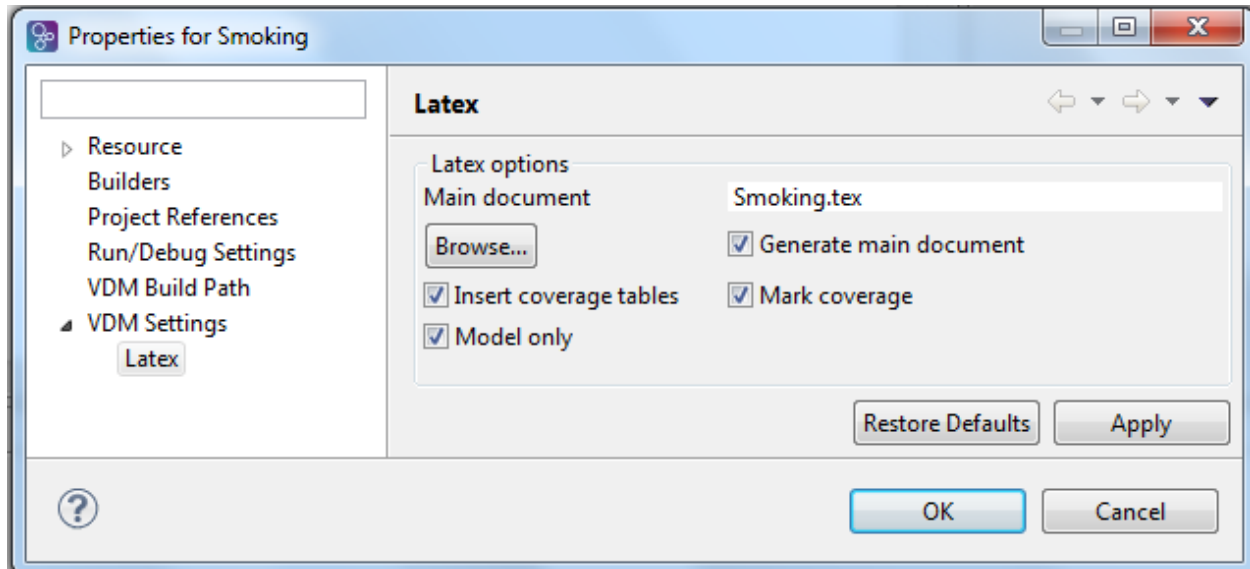 Properties for Smoking
Resource
Builders
Project References
Run/Debug Settings
VDM Build Path
VDM Settings
Latex
Latex
Latex options
Main document Smoking.tex
Browse... Generate main document
Insert coverage tables Mark coverage
Model only
Restore Defaults Apply
? OK Cancel